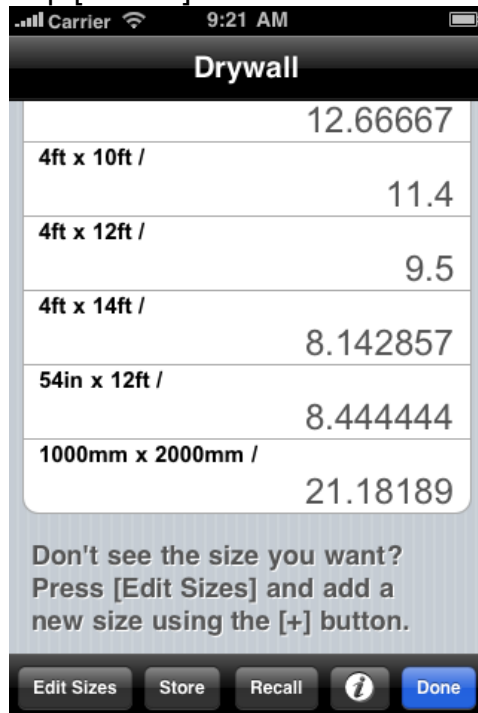 Carrier 9:21 AM
Drywall
12.66667
4ft x 10ft /
11.4
4ft x 12ft /
9.5
4ft x 14ft /
8.142857
54in x 12ft /
8.444444
1000mm x 2000mm /
21.18189
Don't see the size you want?
Press [Edit Sizes] and add a
new size using the [+] button.
Edit Sizes Store Recall i Done